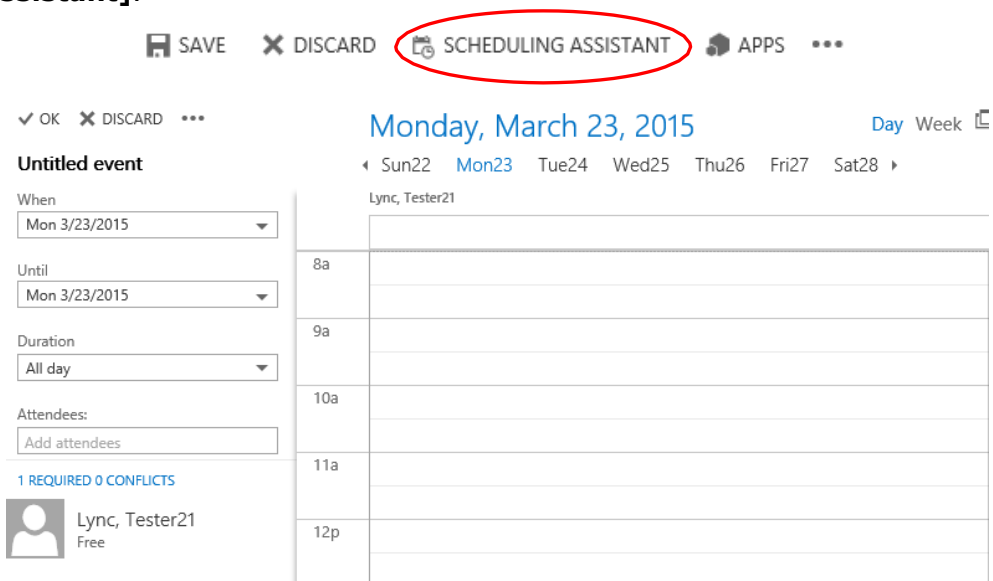 ssistant].
SAVE DISCARD SCHEDULING ASSISTANT APPS •••
OK DISCARD •••
Untitled event
When
Mon 3/23/2015
Until
Mon 3/23/2015
Duration
All day
Attendees:
Add attendees
1 REQUIRED 0 CONFLICTS
Lync, Tester21
Free
Monday, March 23, 2015
Day Week
Sun22 Mon23 Tue24 Wed25 Thu26 Fri27 Sat28
Lync, Tester21
8a
9a
10a
11a
12p